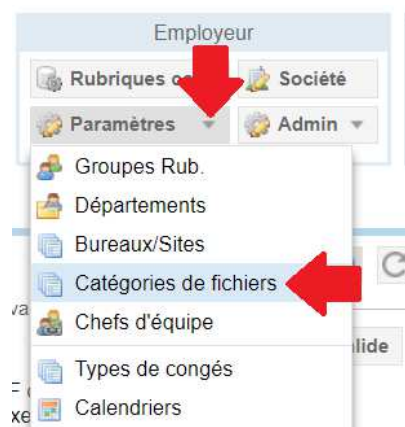 Employeur
Rubriques
Société
Paramètres
Admin
Groupes Rub.
Départements
Bureaux/Sites
Catégories de fichiers
Chefs d'équipe
lide
Types de congés
Calendriers